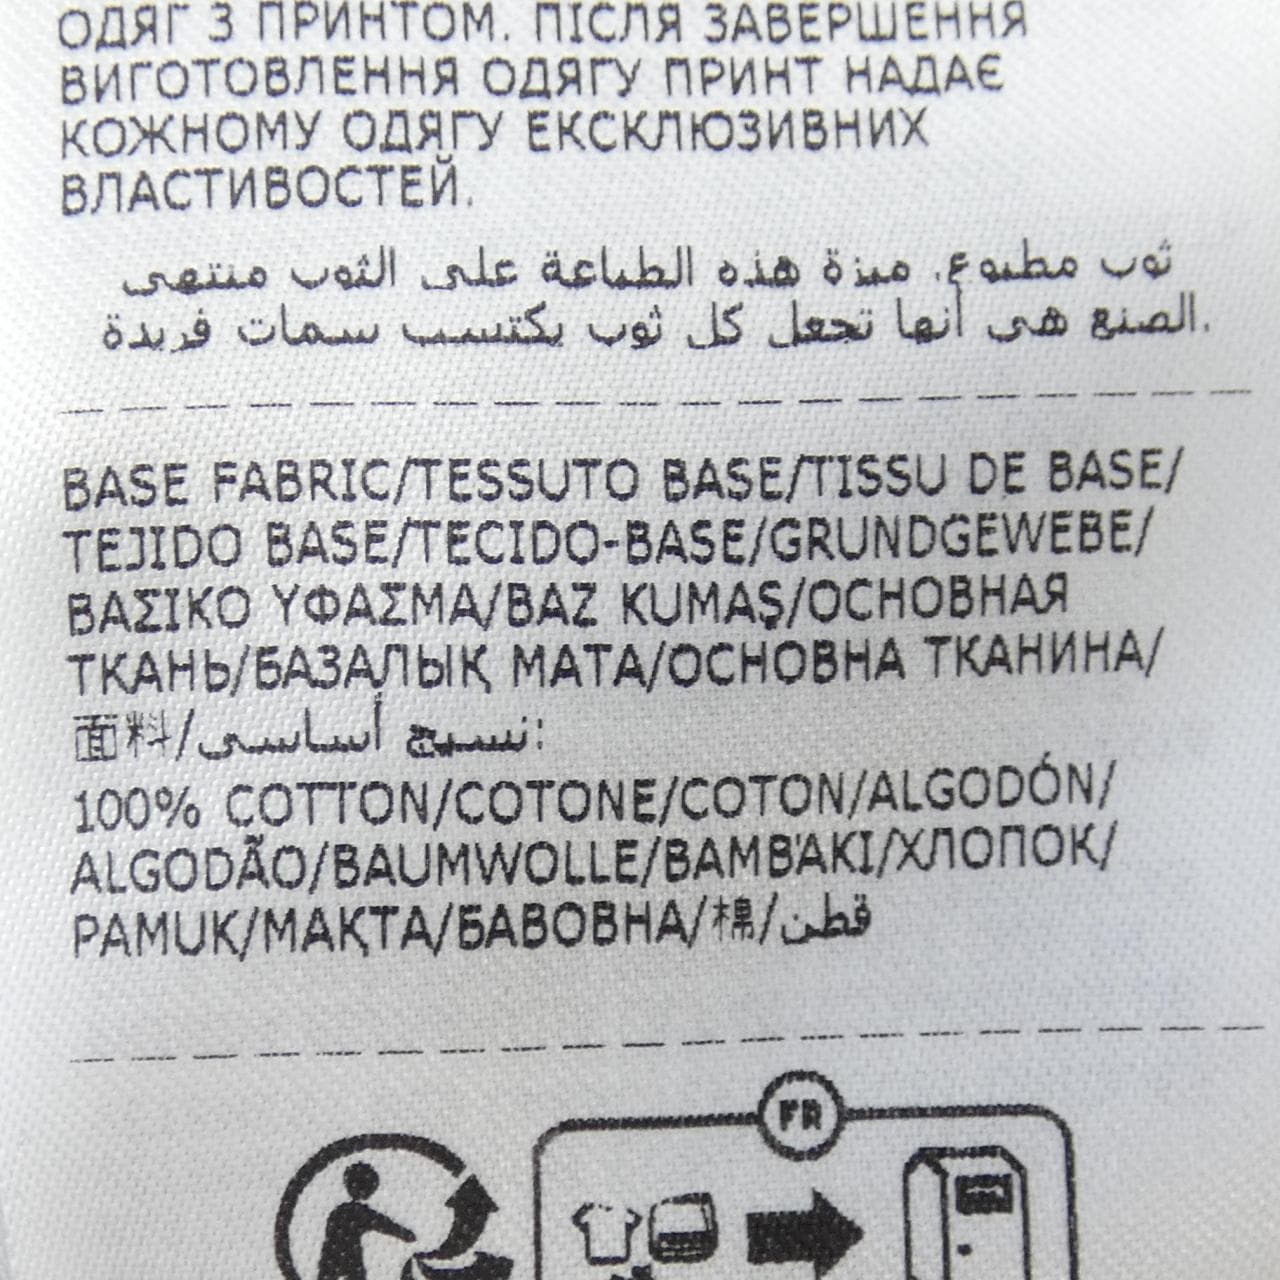 ОДЯГ З ПРИНТОМ. ПІСЛЯ ЗАВЕРШЕННЯ
ВИГОТОВЛЕННЯ ОДЯГУ ПРИНТ НАДАЄ
КОЖНОМУ ОДЯГУ ЕКСКЛЮЗИВНИХ
ВЛАСТИВОСТЕЙ.
ثوب مطبوع. ميزة هذه الطباعة على الثوب منتهى
الصنع هي أنها تجعل كل ثوب يكتسب سمات فريدة.
BASE FABRIC/TESSUTO BASE/TISSU DE BASE/
TEJIDO BASE/TECIDO-BASE/GRUNDGEWEBE/
ΒΑΣΙΚΟ ΥΦΑΣΜΑ/BAZ KUMAŞ/ОСНОВНАЯ
ТКАНЬ/БАЗАЛЫҚ МАТА/ОСНОВНА ТКАНИНА/
面料/نسيج أساسى:
100% COTTON/COTONE/COTON/ALGODÓN/
ALGODÃO/BAUMWOLLE/ΒΑΜΒΆΚΙ/ХЛОПОК/
PAMUK/МАҚТА/БАВОВНА/棉/قطن
FR